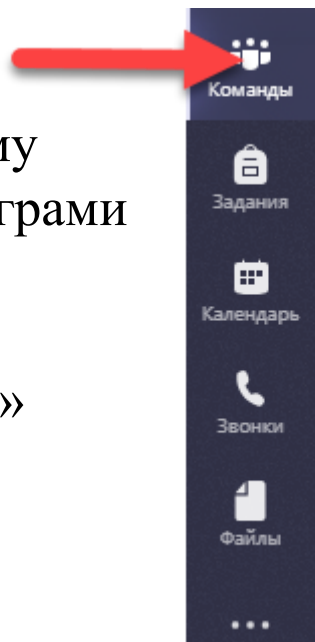 Команды
му
грами
Задания
Календарь
»
Звонки
Файлы